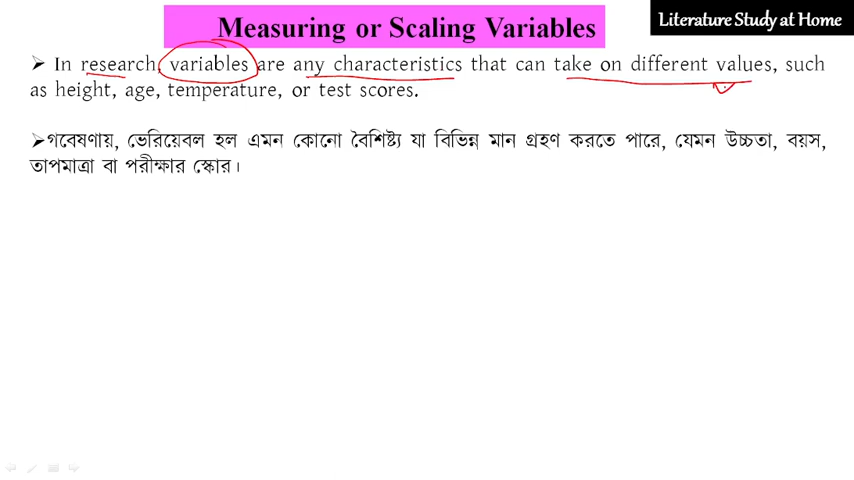 Measuring or Scaling Variables
Literature Study at Home
➢ In research, variables are any characteristics that can take on different values, such
as height, age, temperature, or test scores.
➢গবেষণায়, ভেরিয়েবল হল এমন কোনো বৈশিষ্ট্য যা বিভিন্ন মান গ্রহণ করতে পারে, যেমন উচ্চতা, বয়স,
তাপমাত্রা বা পরীক্ষার স্কোর।